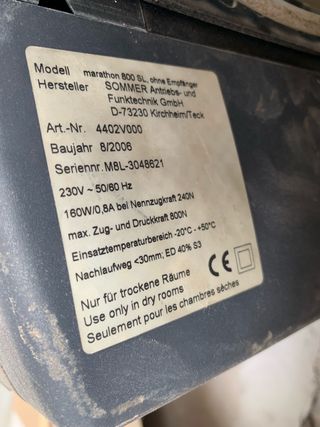 Modell marathon 800 SL, ohne Empfänger
Hersteller SOMMER Antriebs- und
Funktechnik GmbH
D-73230 Kirchheim/Teck
Art.-Nr. 4402V000
Baujahr 8/2006
Seriennr. M8L-3048621
230V ~ 50/60 Hz
160W/0,8A bei Nennzugkraft 240N
max. Zug- und Druckkraft 800N
Einsatztemperaturbereich -20°C - +50°C
Nachlaufweg <30mm; ED 40% S3
Nur für trockene Räume
Use only in dry rooms
Seulement pour les chambres sèches
CE